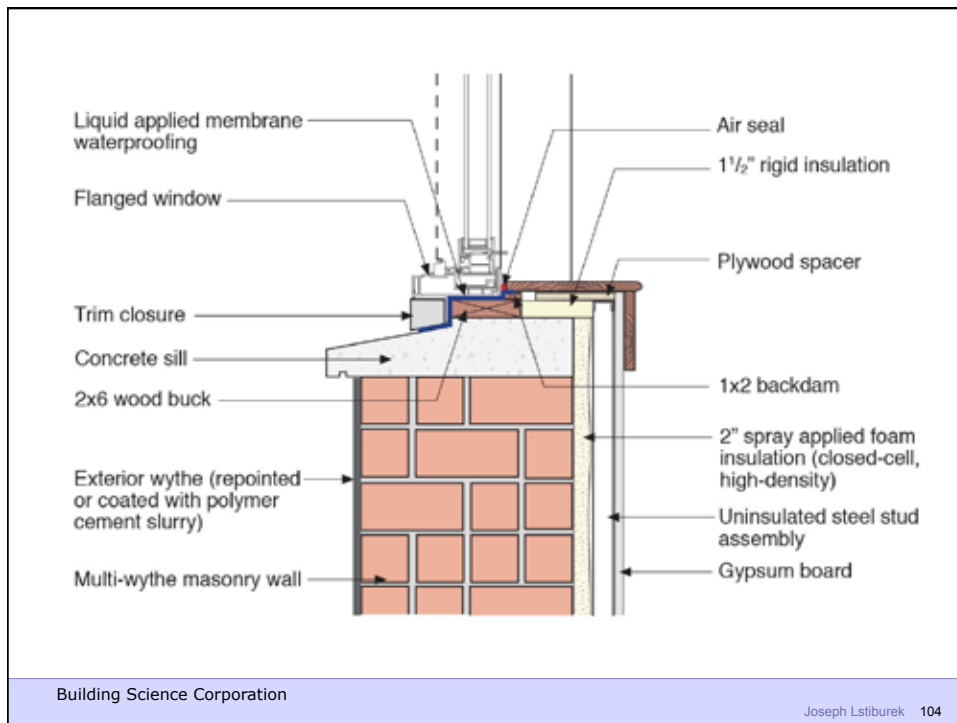 Liquid applied membrane
waterproofing
Flanged window
Trim closure
Concrete sill
2x6 wood buck
Exterior wythe (repointed
or coated with polymer
cement slurry)
Multi-wythe masonry wall
Air seal
1¹/₂” rigid insulation
Plywood spacer
1x2 backdam
2” spray applied foam
insulation (closed-cell,
high-density)
Uninsulated steel stud
assembly
Gypsum board
Building Science Corporation
Joseph Lstiburek 104